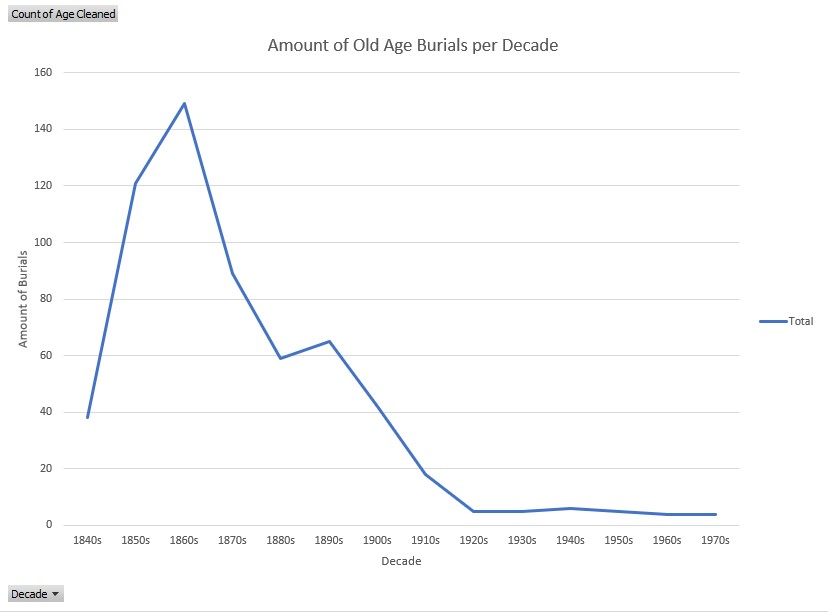 Count of Age Cleaned
Amount of Old Age Burials per Decade
160
140
120
100
80
60
40
20
0
Amount of Burials
1840s 1850s 1860s 1870s 1880s 1890s 1900s 1910s 1920s 1930s 1940s 1950s 1960s 1970s
Decade
Total
Decade